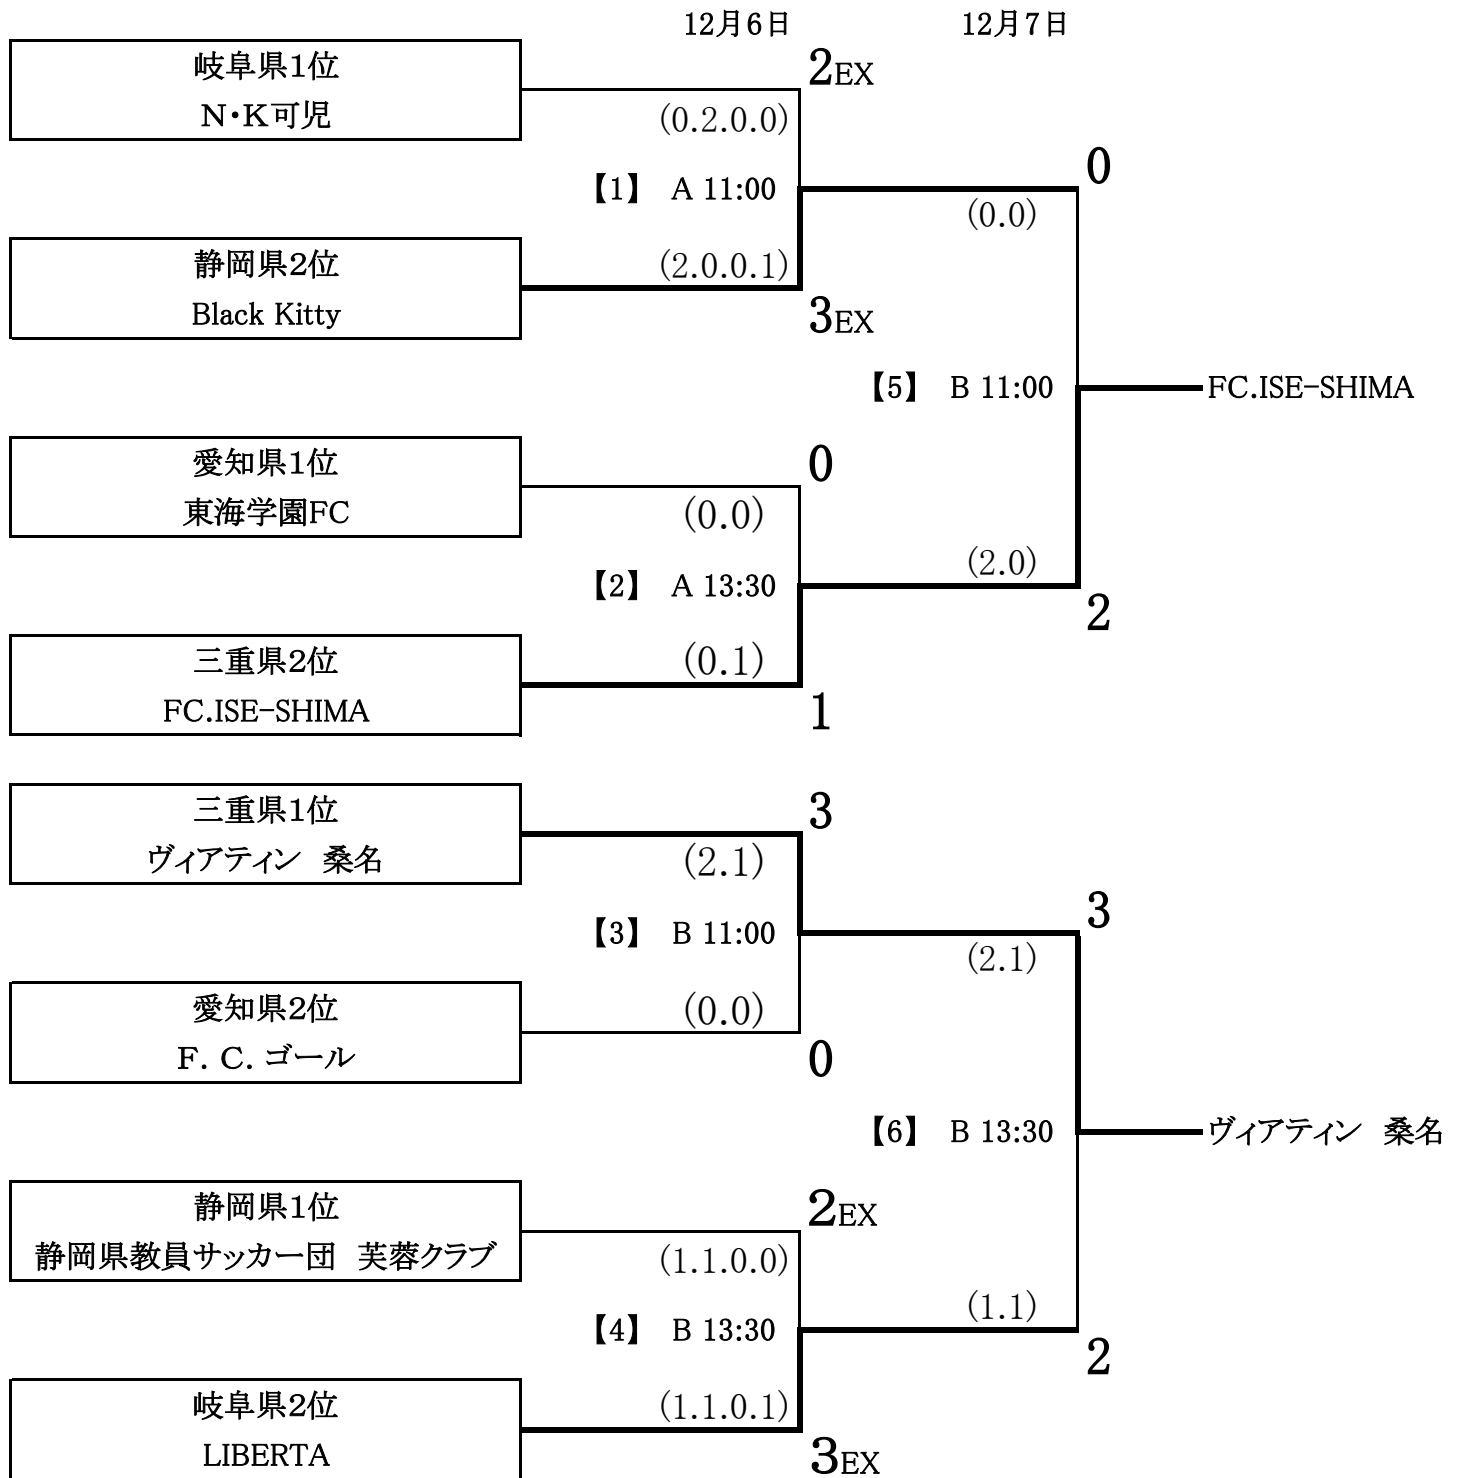 12月6日
12月7日
岐阜県1位
N・K可児
2EX
(0.2.0.0)
【1】 A 11:00
0
(0.0)
静岡県2位
Black Kitty
(2.0.0.1)
3EX
【5】 B 11:00
FC.ISE-SHIMA
愛知県1位
東海学園FC
0
(0.0)
【2】 A 13:30
(2.0)
2
三重県2位
FC.ISE-SHIMA
(0.1)
1
三重県1位
ヴィアティン　桑名
3
(2.1)
【3】 B 11:00
3
(2.1)
愛知県2位
F. C. ゴール
(0.0)
0
【6】 B 13:30
ヴィアティン　桑名
静岡県1位
静岡県教員サッカー団　芙蓉クラブ
2EX
(1.1.0.0)
【4】 B 13:30
(1.1)
2
岐阜県2位
LIBERTA
(1.1.0.1)
3EX